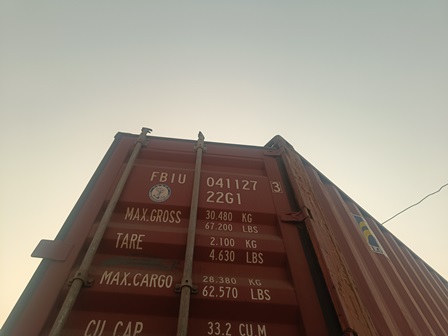 FBIU 041127 3
22G1
MAX.GROSS 30.480 KG
67.200 LBS
TARE 2.100 KG
4.630 LBS
MAX.CARGO 28.380 KG
62.570 LBS
CU.CAP. 33.2 CU.M